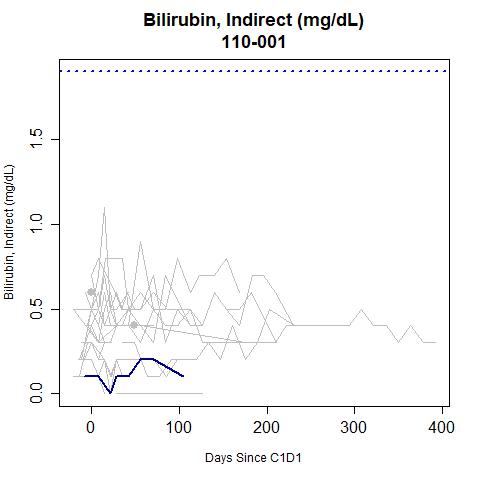 Bilirubin, Indirect (mg/dL)
110-001
Bilirubin, Indirect (mg/dL)
1.5
1.0
0.5
0.0
0 100 200 300 400
Days Since C1D1